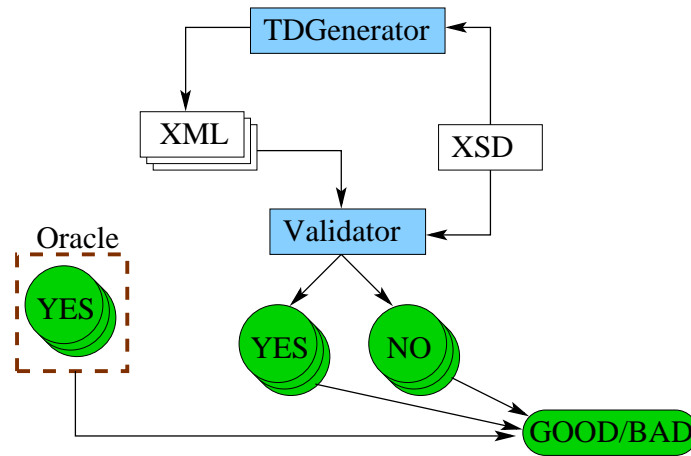 TDGenerator
XML
XSD
Validator
Oracle
YES
YES
NO
GOOD/BAD